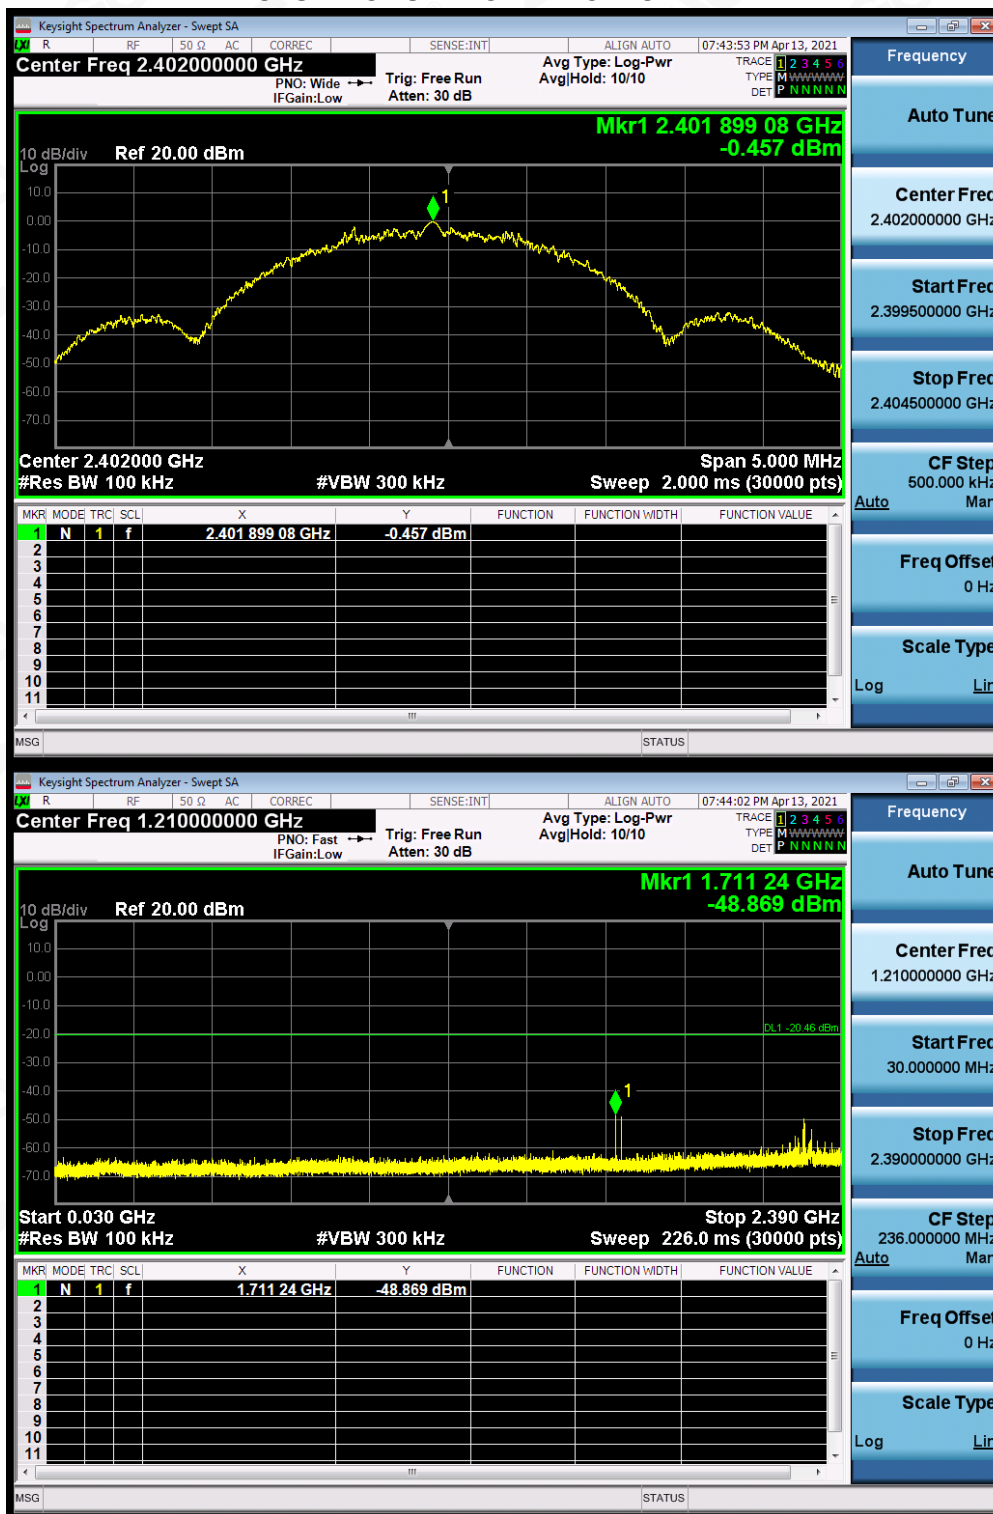 Keysight Spectrum Analyzer - Swept SA
LXI R RF 50 Ω AC CORREC SENSE:INT ALIGN AUTO 07:43:53 PM Apr 13, 2021
Center Freq 2.402000000 GHz
PNO: Wide
IFGain:Low
Trig: Free Run
Atten: 30 dB
Avg Type: Log-Pwr
Avg|Hold: 10/10
TRACE 1 2 3 4 5 6
TYPE M WWWWW
DET P N N N N N
Mkr1 2.401 899 08 GHz
-0.457 dBm
10 dB/div Ref 20.00 dBm
Log
10.0
0.00
-10.0
-20.0
-30.0
-40.0
-50.0
-60.0
-70.0
1
Center 2.402000 GHz Span 5.000 MHz
#Res BW 100 kHz #VBW 300 kHz Sweep 2.000 ms (30000 pts)
MKR MODE TRC SCL X Y FUNCTION FUNCTION WIDTH FUNCTION VALUE
1 N 1 f 2.401 899 08 GHz -0.457 dBm
2
3
4
5
6
7
8
9
10
11
MSG STATUS
Frequency
Auto Tune
Center Freq
2.402000000 GHz
Start Freq
2.399500000 GHz
Stop Freq
2.404500000 GHz
CF Step
500.000 kHz
Auto Man
Freq Offset
0 Hz
Scale Type
Log Lin
Keysight Spectrum Analyzer - Swept SA
LXI R RF 50 Ω AC CORREC SENSE:INT ALIGN AUTO 07:44:02 PM Apr 13, 2021
Center Freq 1.210000000 GHz
PNO: Fast
IFGain:Low
Trig: Free Run
Atten: 30 dB
Avg Type: Log-Pwr
Avg|Hold: 10/10
TRACE 1 2 3 4 5 6
TYPE M WWWWW
DET P N N N N N
Mkr1 1.711 24 GHz
-48.869 dBm
10 dB/div Ref 20.00 dBm
Log
10.0
0.00
-10.0
-20.0
-30.0
-40.0
-50.0
-60.0
-70.0
DL1 -20.46 dBm
1
Start 0.030 GHz Stop 2.390 GHz
#Res BW 100 kHz #VBW 300 kHz Sweep 226.0 ms (30000 pts)
MKR MODE TRC SCL X Y FUNCTION FUNCTION WIDTH FUNCTION VALUE
1 N 1 f 1.711 24 GHz -48.869 dBm
2
3
4
5
6
7
8
9
10
11
MSG STATUS
Frequency
Auto Tune
Center Freq
1.210000000 GHz
Start Freq
30.000000 MHz
Stop Freq
2.390000000 GHz
CF Step
236.000000 MHz
Auto Man
Freq Offset
0 Hz
Scale Type
Log Lin